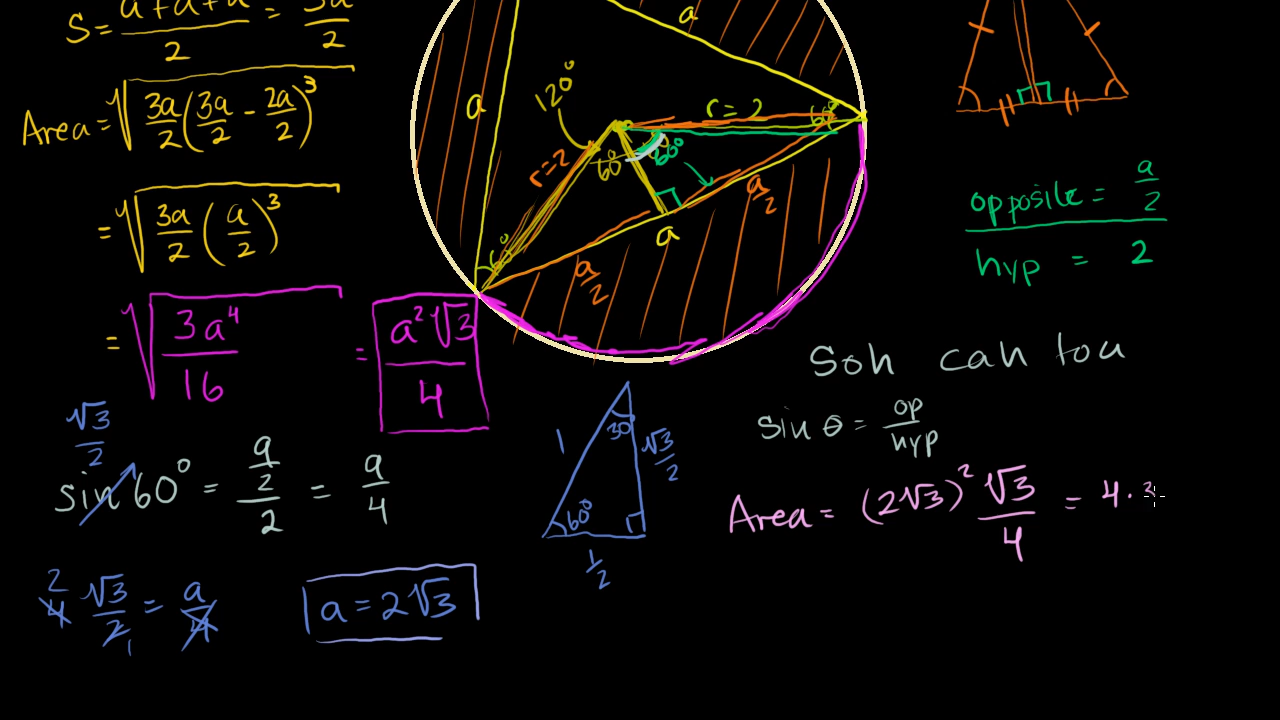 S = (a + a + a)/2 = 3a/2
Area = √(3a/2 (3a/2 - 2a/2)³)
= √(3a/2 (a/2)³)
= √(3a⁴/16) = a²√3/4
√3/2
sin 60° = (a/2)/2 = a/4
2
4 √3/2 = a/4
1
a = 2√3
a
a
120°
r = 2
60°
r = 2
60°
60°
a/2
a
a/2
opposite = a/2
hyp = 2
Soh cah toa
sin θ = op/hyp
1
30
√3/2
60°
1/2
Area = (2√3)² √3/4 = 4 ·